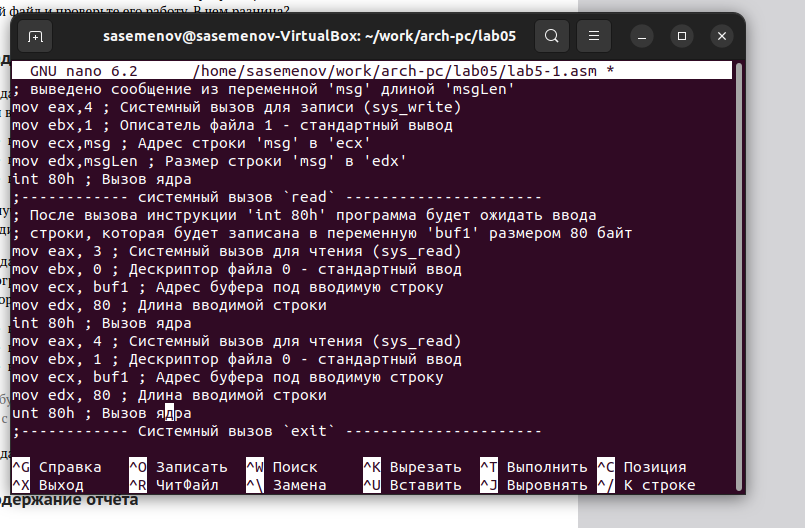 й файл и проверьте его работу. В чем разница?
sasemenov@sasemenov-VirtualBox: ~/work/arch-pc/lab05
GNU nano 6.2 /home/sasemenov/work/arch-pc/lab05/lab5-1.asm *
; выведено сообщение из переменной 'msg' длиной 'msgLen'
mov eax,4 ; Системный вызов для записи (sys_write)
mov ebx,1 ; Описатель файла 1 - стандартный вывод
mov ecx,msg ; Адрес строки 'msg' в 'ecx'
mov edx,msgLen ; Размер строки 'msg' в 'edx'
int 80h ; Вызов ядра
;------------ системный вызов `read` ----------------------
; После вызова инструкции 'int 80h' программа будет ожидать ввода
; строки, которая будет записана в переменную 'buf1' размером 80 байт
mov eax, 3 ; Системный вызов для чтения (sys_read)
mov ebx, 0 ; Дескриптор файла 0 - стандартный ввод
mov ecx, buf1 ; Адрес буфера под вводимую строку
mov edx, 80 ; Длина вводимой строки
int 80h ; Вызов ядра
mov eax, 4 ; Системный вызов для чтения (sys_read)
mov ebx, 1 ; Дескриптор файла 0 - стандартный ввод
mov ecx, buf1 ; Адрес буфера под вводимую строку
mov edx, 80 ; Длина вводимой строки
unt 80h ; Вызов ядра
;------------ Системный вызов `exit` ----------------------
^G Справка ^O Записать ^W Поиск ^K Вырезать ^T Выполнить ^C Позиция
^X Выход ^R ЧитФайл ^\ Замена ^U Вставить ^J Выровнять ^/ К строке
одержание отчета